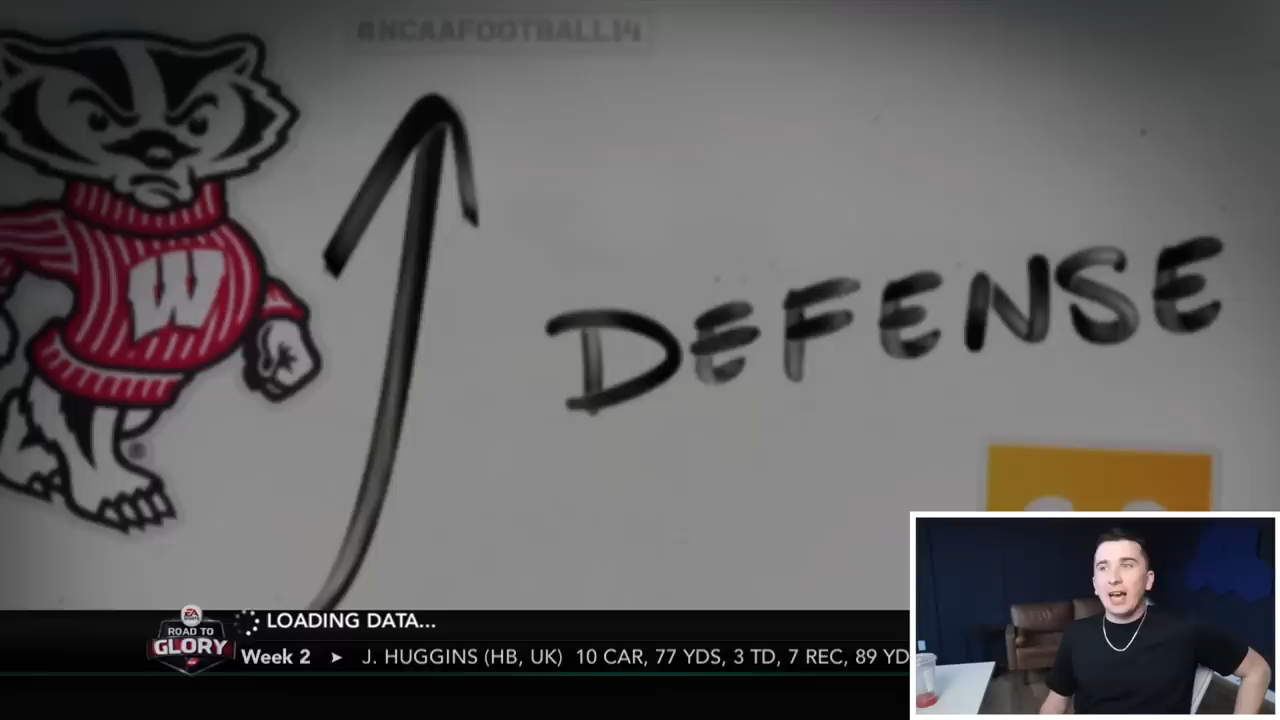 @NCAAFOOTBALL14
W
DEFENSE
®
EA
ROAD TO
GLORY
LOADING DATA...
Week 2 ➤ J. HUGGINS (HB, UK) 10 CAR, 77 YDS, 3 TD, 7 REC, 89 YD